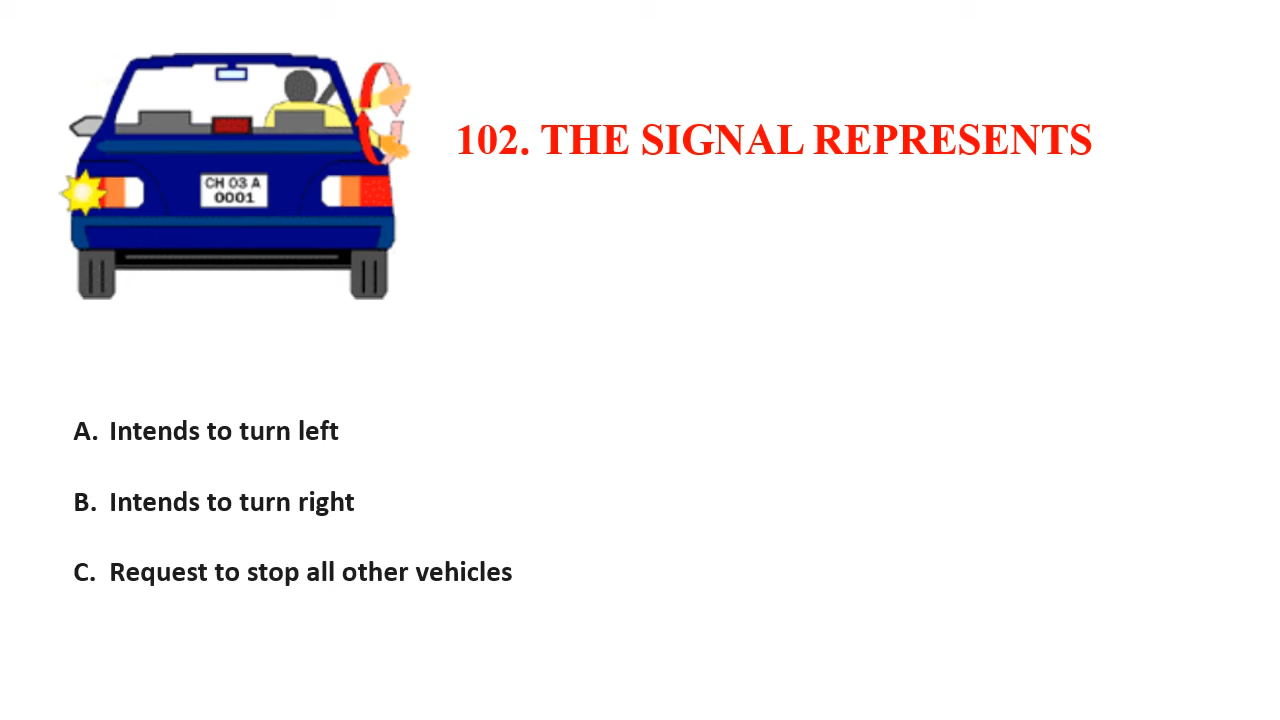 CH 03 A
0001
102. THE SIGNAL REPRESENTS
A. Intends to turn left
B. Intends to turn right
C. Request to stop all other vehicles